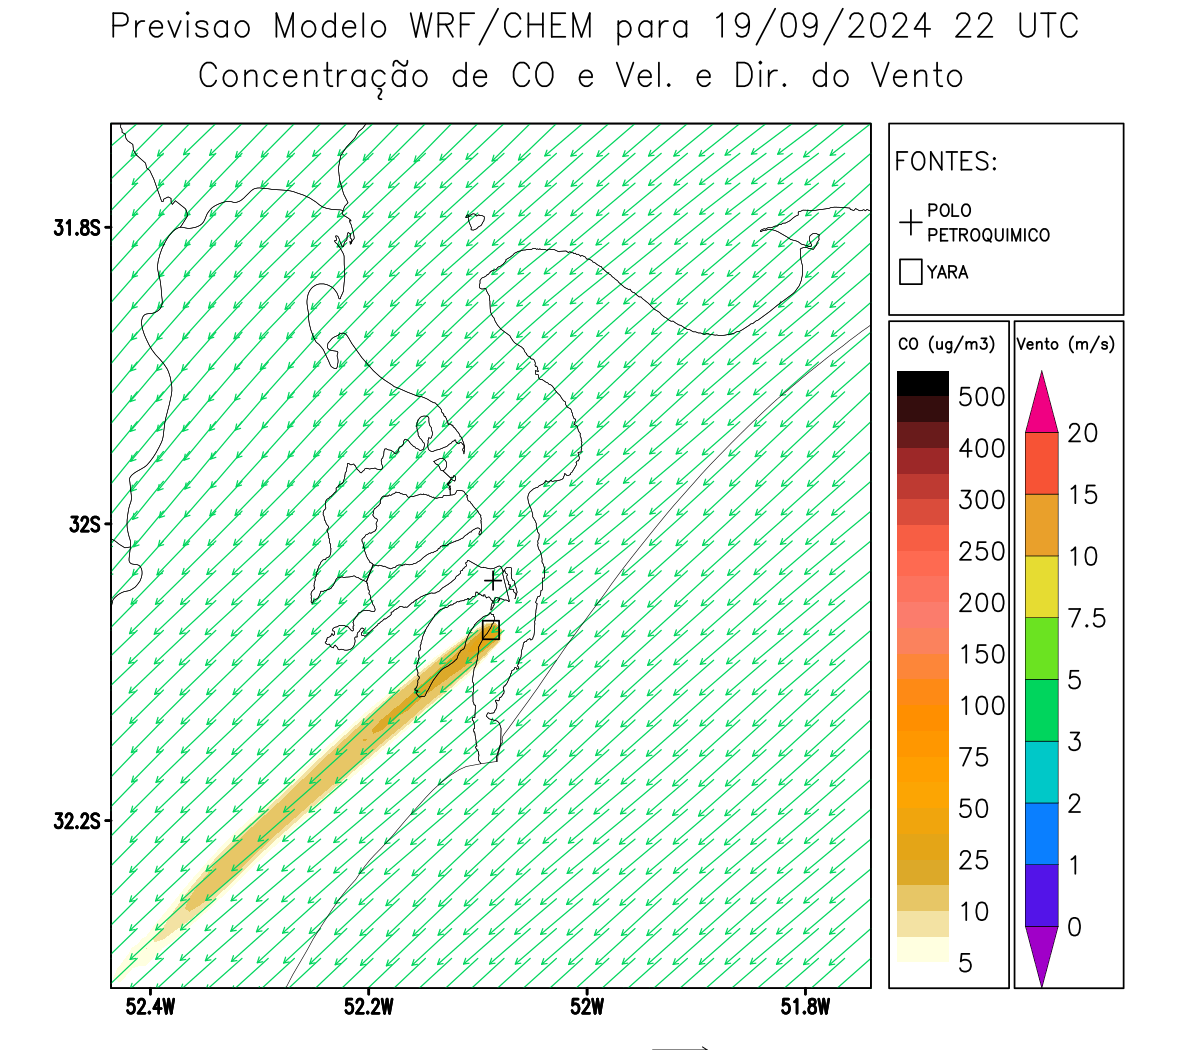 Previsao Modelo WRF/CHEM para 19/09/2024 22 UTC
Concentração de CO e Vel. e Dir. do Vento
FONTES:
POLO
PETROQUIMICO
YARA
CO (ug/m3)
500
400
300
250
200
150
100
75
50
25
10
5
Vento (m/s)
20
15
10
7.5
5
3
2
1
0
31.8S
32S
32.2S
52.4W
52.2W
52W
51.8W